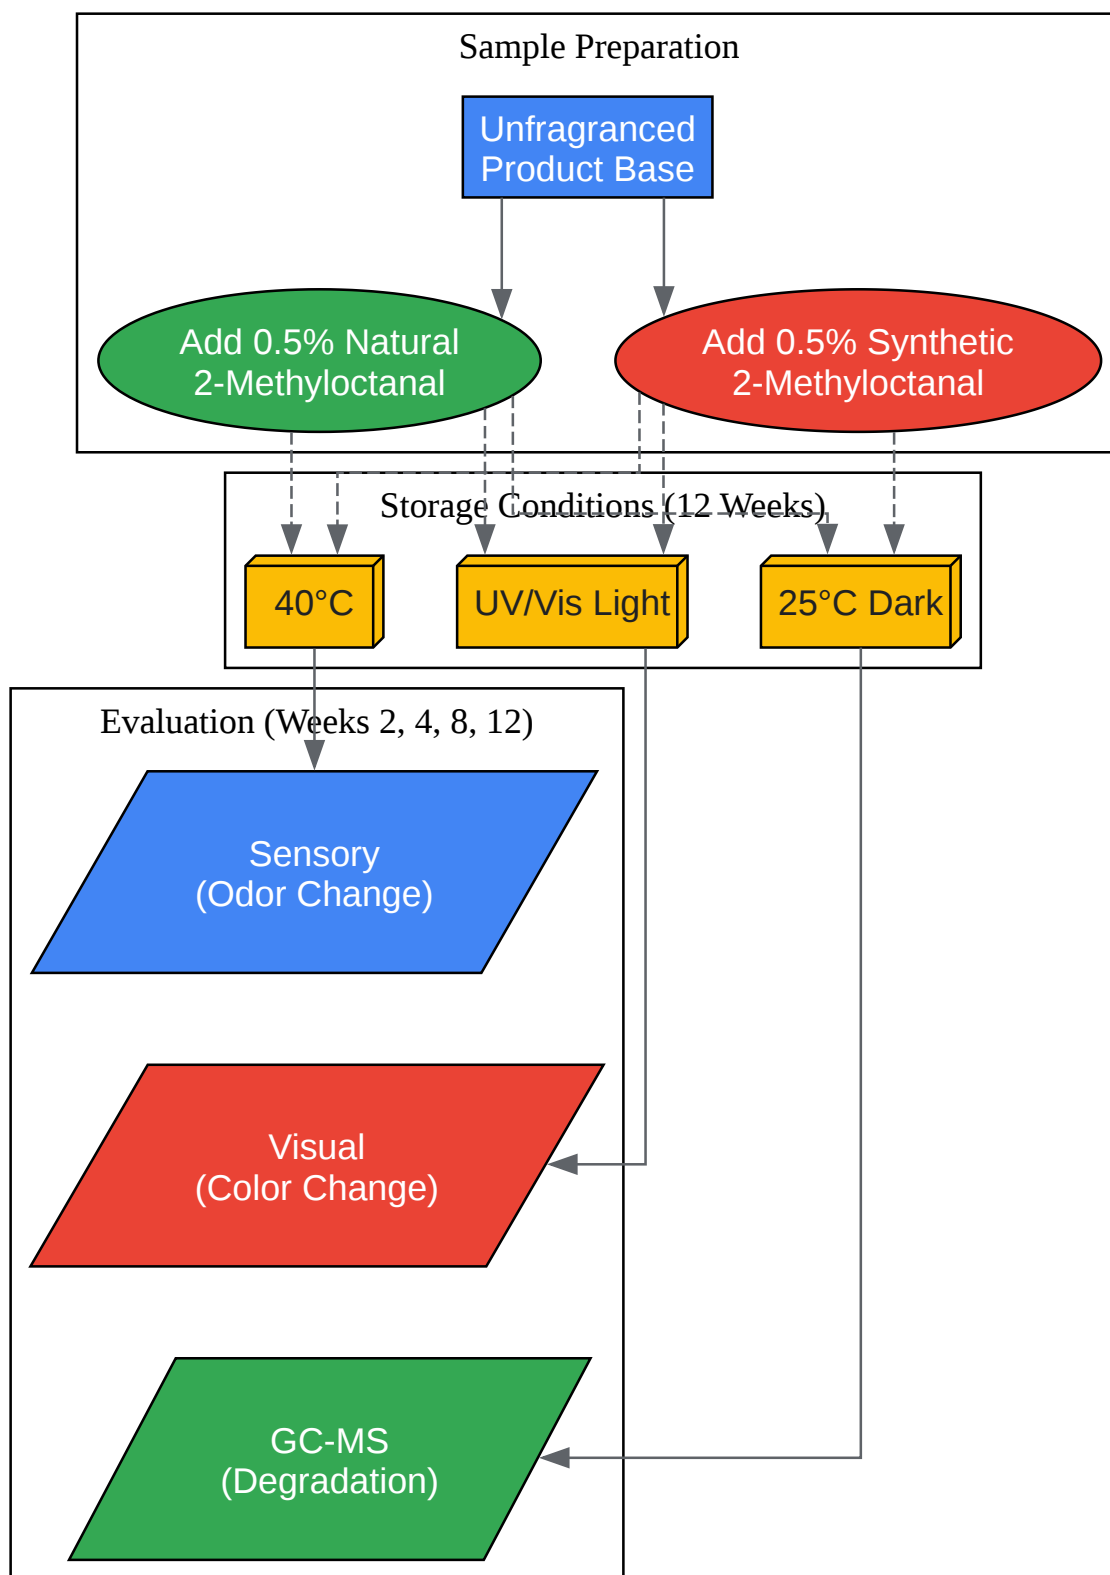 Sample Preparation
Unfragranced
Product Base
Add 0.5% Natural
2-Methyloctanal
Add 0.5% Synthetic
2-Methyloctanal
Storage Conditions (12 Weeks)
40°C
UV/Vis Light
25°C Dark
Evaluation (Weeks 2, 4, 8, 12)
Sensory
(Odor Change)
Visual
(Color Change)
GC-MS
(Degradation)